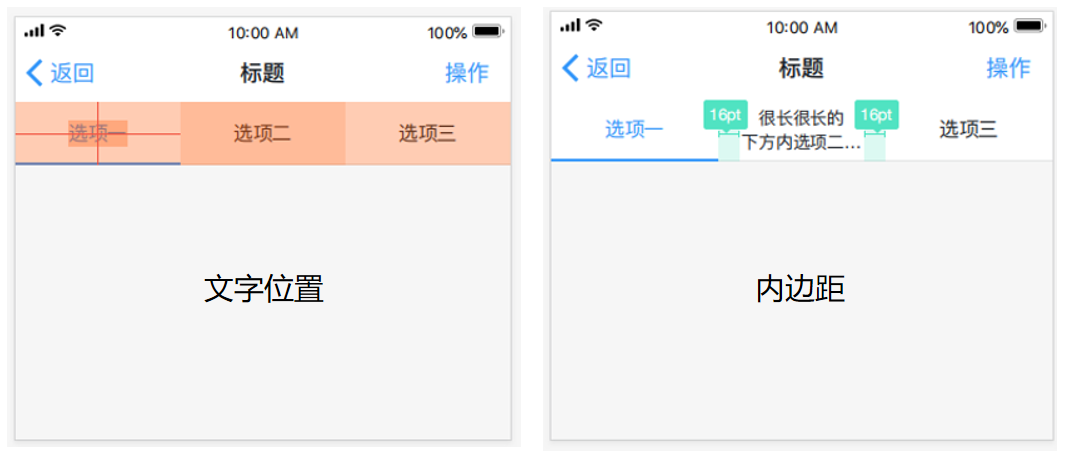 10:00 AM 100%
返回 标题 操作
选项一 选项二 选项三
文字位置
10:00 AM 100%
返回 标题 操作
选项一 16pt 很长很长的 16pt 选项三
下方内选项二...
内边距